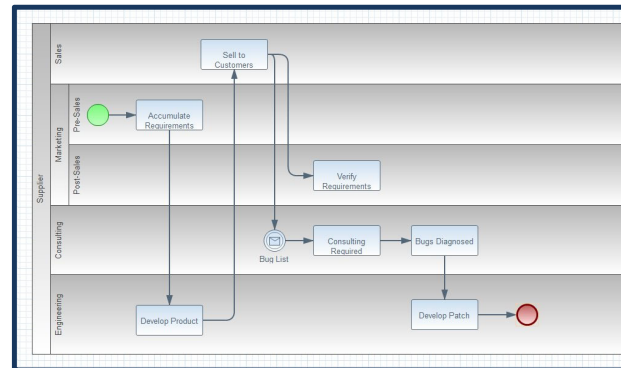 Supplier
Sales
Sell to
Customers
Marketing
Pre-Sales
Accumulate
Requirements
Post-Sales
Verify
Requirements
Consulting
Bug List
Consulting
Required
Bugs Diagnosed
Engineering
Develop Product
Develop Patch